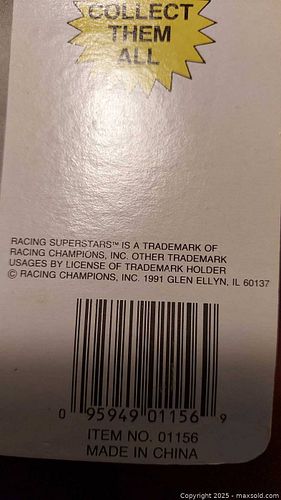 COLLECT
THEM
ALL
RACING SUPERSTARS™ IS A TRADEMARK OF
RACING CHAMPIONS, INC. OTHER TRADEMARK
USAGES BY LICENSE OF TRADEMARK HOLDER
© RACING CHAMPIONS, INC. 1991 GLEN ELLYN, IL 60137
0 95949 01156 9
ITEM NO. 01156
MADE IN CHINA
Copyright 2025 - maxsold.com